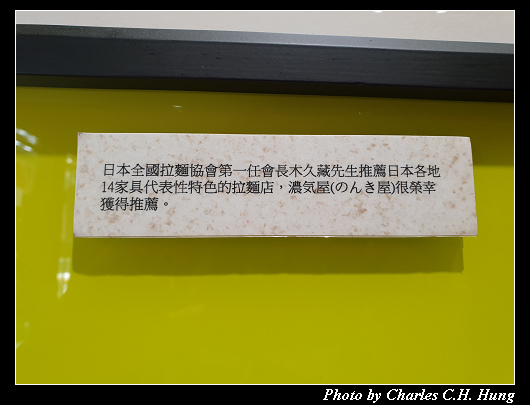 日本全國拉麵協會第一任會長木久藏先生推薦日本各地
14家具代表性特色的拉麵店，濃気屋(のんき屋)很榮幸
獲得推薦。
Photo by Charles C.H. Hung